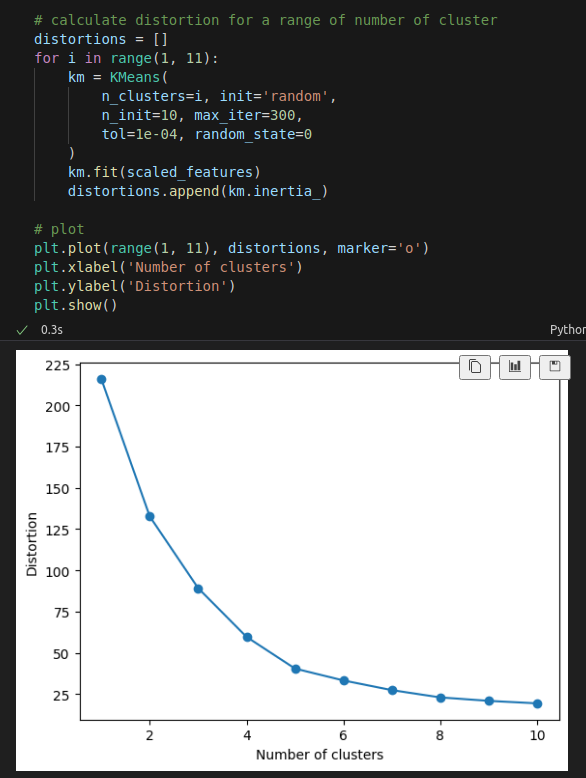 # calculate distortion for a range of number of cluster
distortions = []
for i in range(1, 11):
    km = KMeans(
        n_clusters=i, init='random',
        n_init=10, max_iter=300,
        tol=1e-04, random_state=0
    )
    km.fit(scaled_features)
    distortions.append(km.inertia_)
# plot
plt.plot(range(1, 11), distortions, marker='o')
plt.xlabel('Number of clusters')
plt.ylabel('Distortion')
plt.show()
✓ 0.3s Python
225
200
175
150
125
100
75
50
25
Distortion
2 4 6 8 10
Number of clusters